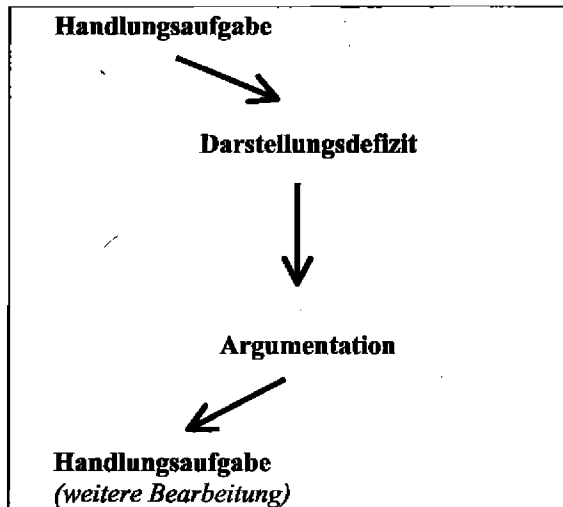 Handlungsaufgabe
Darstellungsdefizit
Argumentation
Handlungsaufgabe
(weitere Bearbeitung)